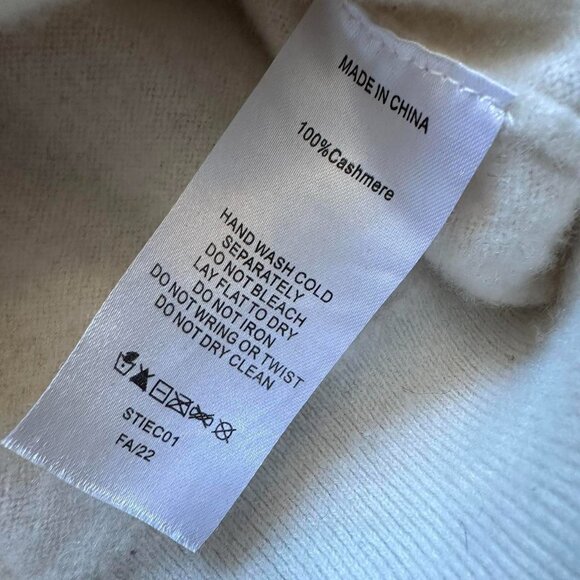 MADE IN CHINA
100%Cashmere
HAND WASH COLD
SEPARATELY
DO NOT BLEACH
LAY FLAT TO DRY
DO NOT IRON
DO NOT WRING OR TWIST
DO NOT DRY CLEAN
STIEC01
FA/22